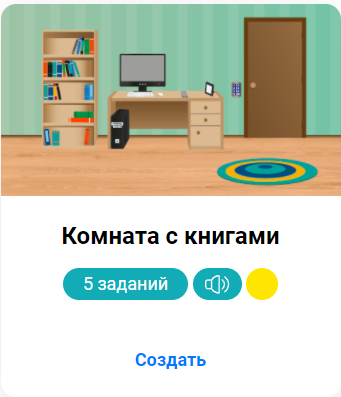 Комната с книгами
5 заданий
Создать